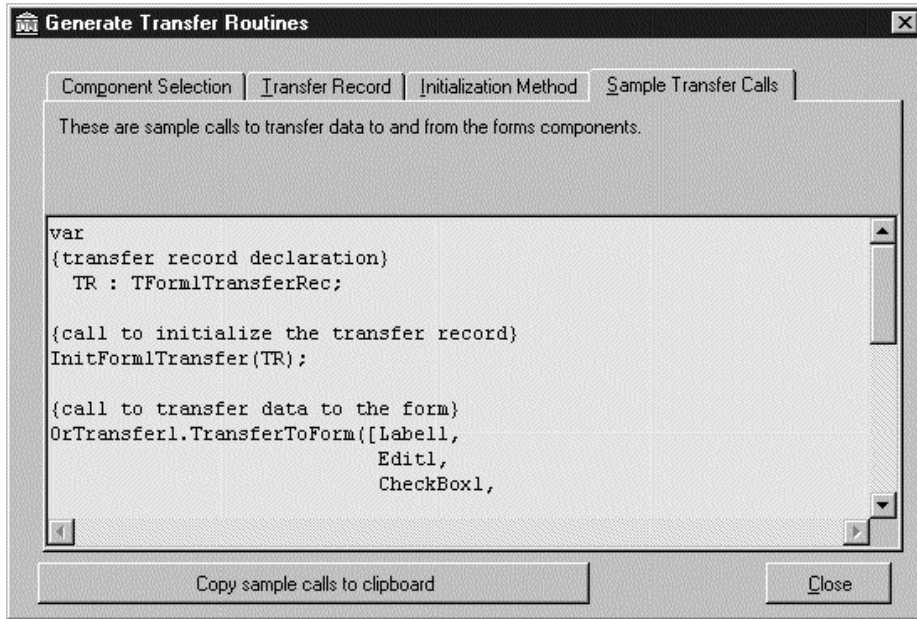 Generate Transfer Routines
Component Selection
Transfer Record
Initialization Method
Sample Transfer Calls
These are sample calls to transfer data to and from the forms components.
var
{transfer record declaration}
  TR : TForm1TransferRec;
{call to initialize the transfer record}
InitForm1Transfer(TR);
{call to transfer data to the form}
OrTransfer1.TransferToForm([Label1,
                            Edit1,
                            CheckBox1,
Copy sample calls to clipboard
Close